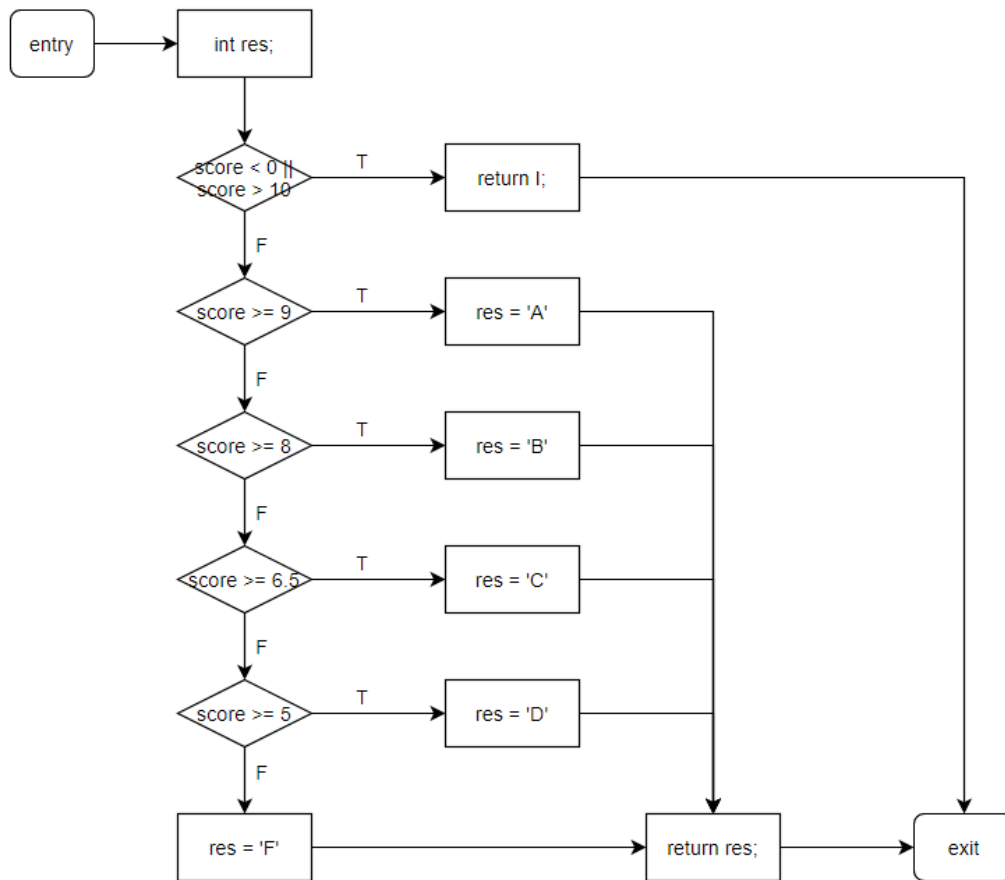 entry
int res;
score < 0 ||
score > 10
T
return I;
F
score >= 9
T
res = 'A'
F
score >= 8
T
res = 'B'
F
score >= 6.5
T
res = 'C'
F
score >= 5
T
res = 'D'
F
res = 'F'
return res;
exit